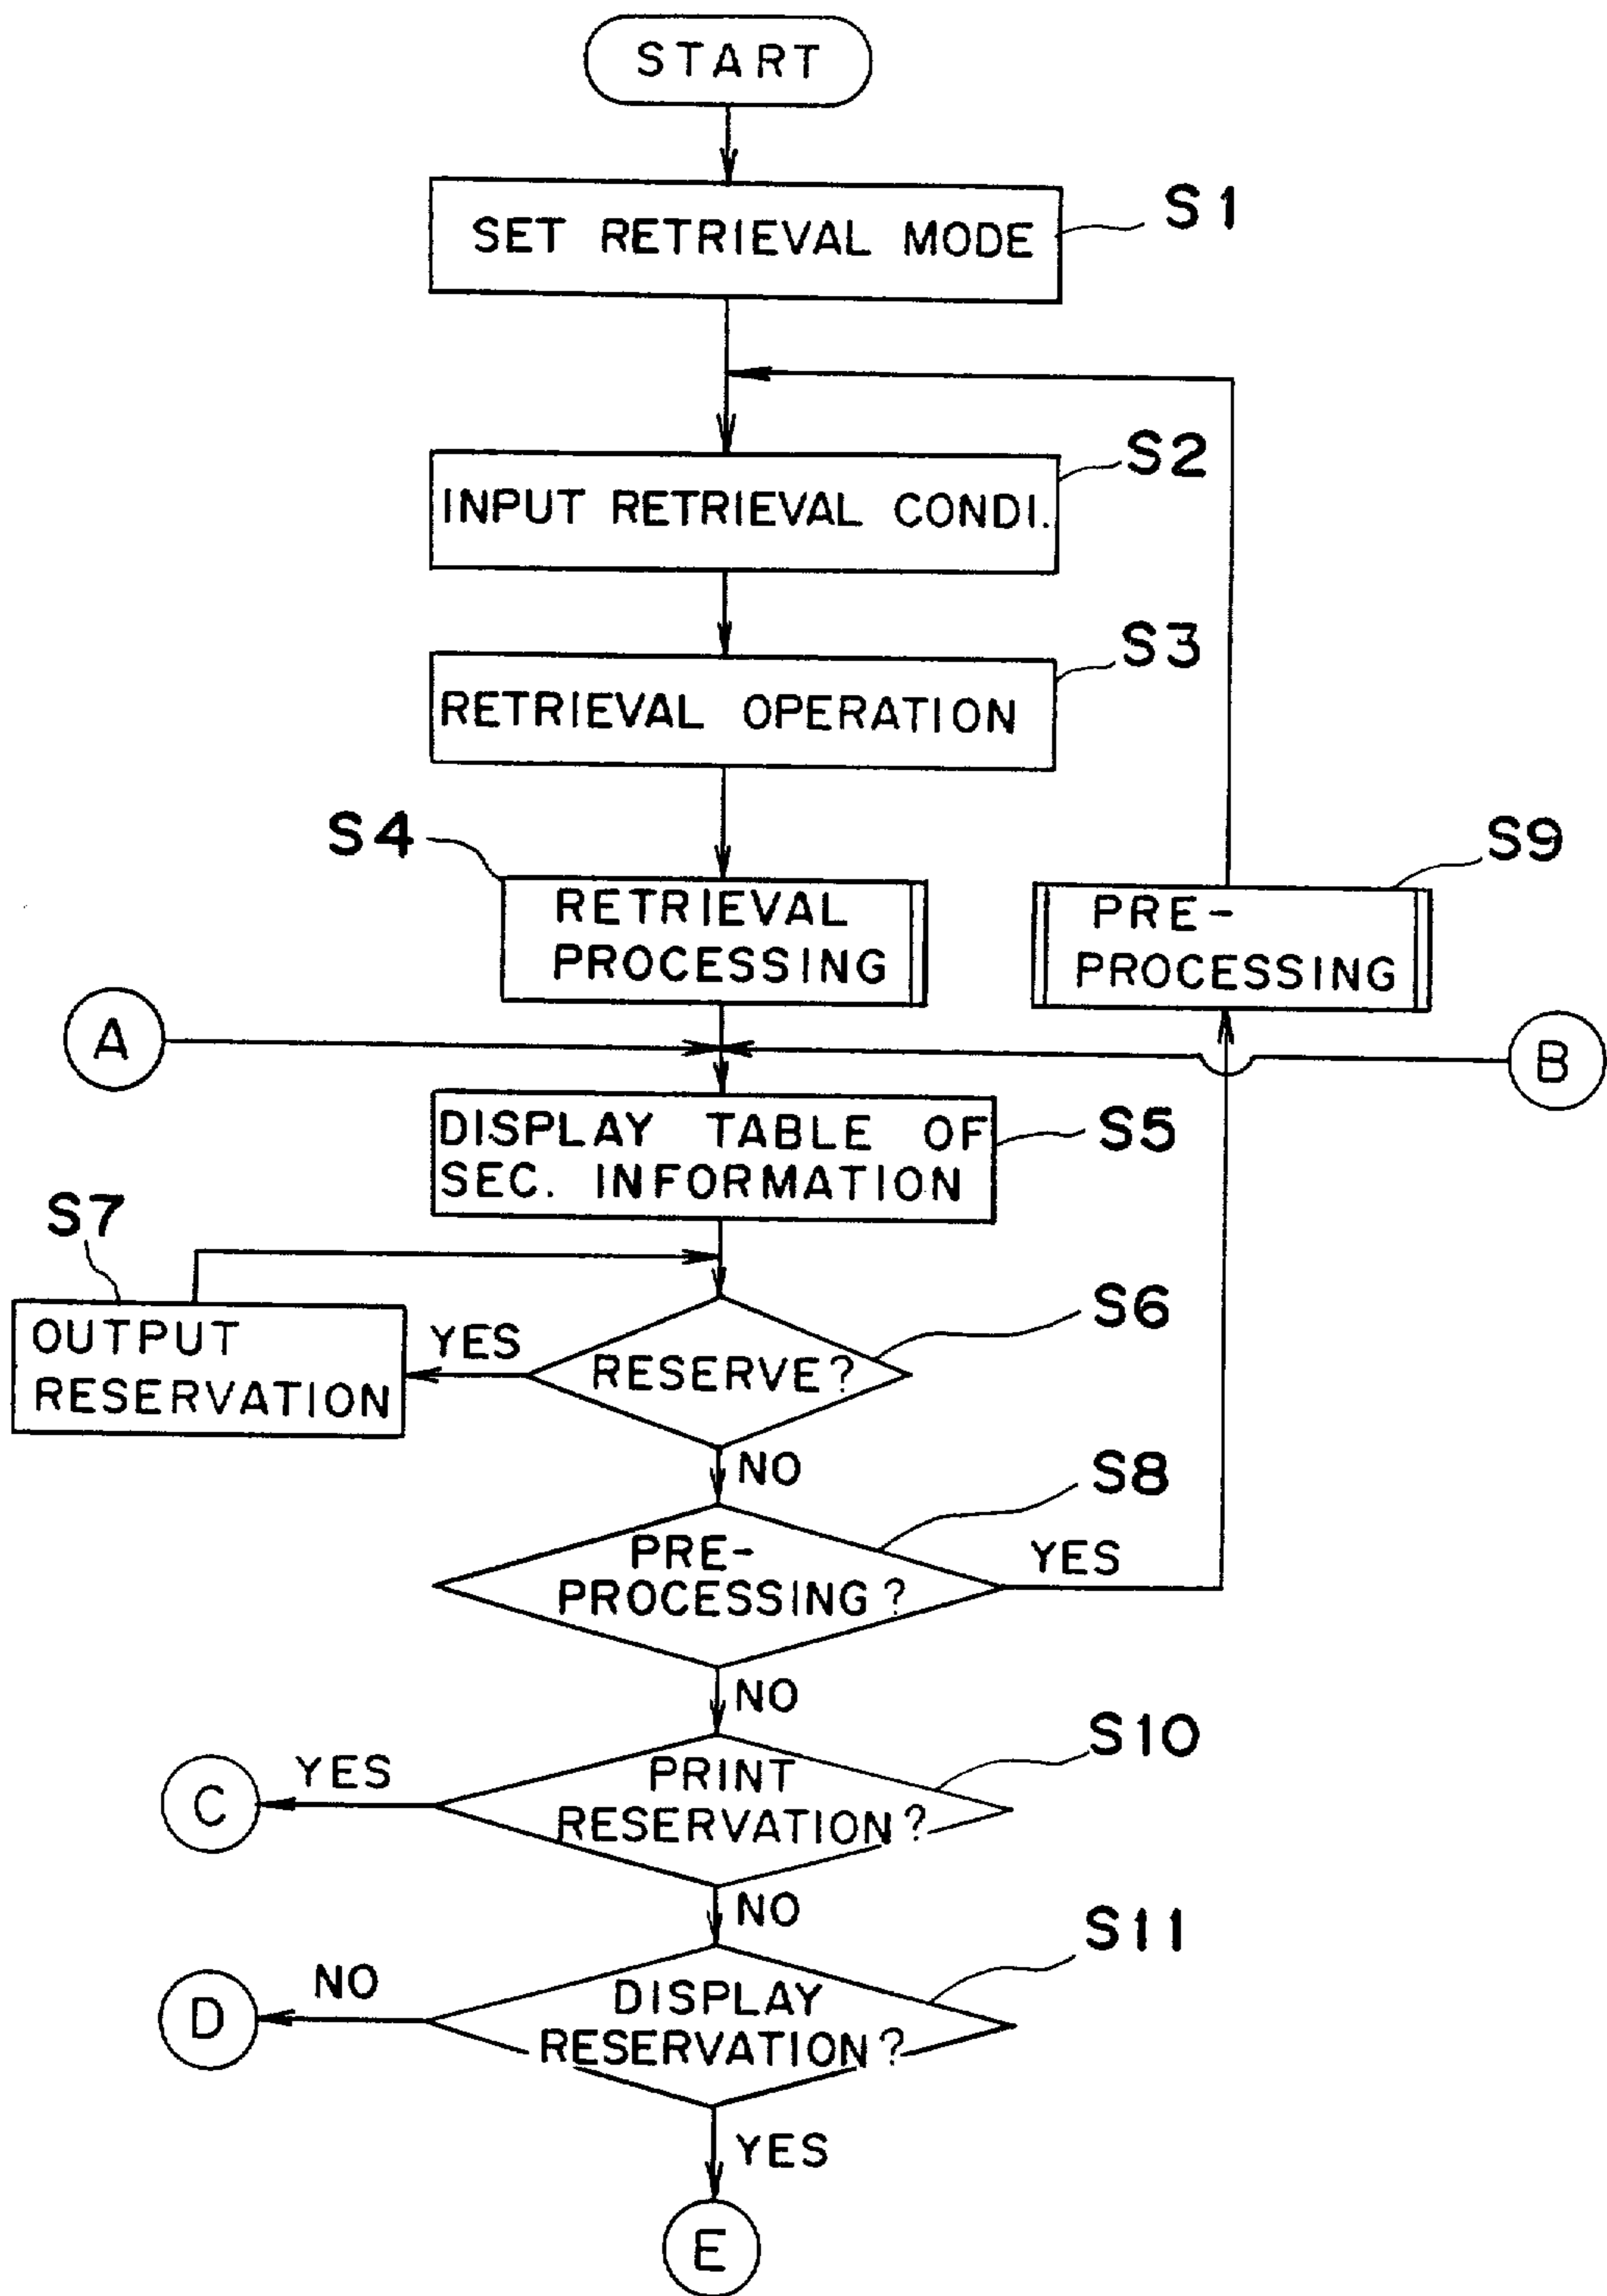 START
SET RETRIEVAL MODE
S1
INPUT RETRIEVAL CONDI.
S2
RETRIEVAL OPERATION
S3
S4
RETRIEVAL
PROCESSING
S9
PRE-
PROCESSING
A
B
DISPLAY TABLE OF
SEC. INFORMATION
S5
S7
OUTPUT
RESERVATION
YES
RESERVE?
S6
NO
S8
PRE-
PROCESSING?
YES
NO
S10
C
YES
PRINT
RESERVATION?
NO
S11
D
NO
DISPLAY
RESERVATION?
YES
E